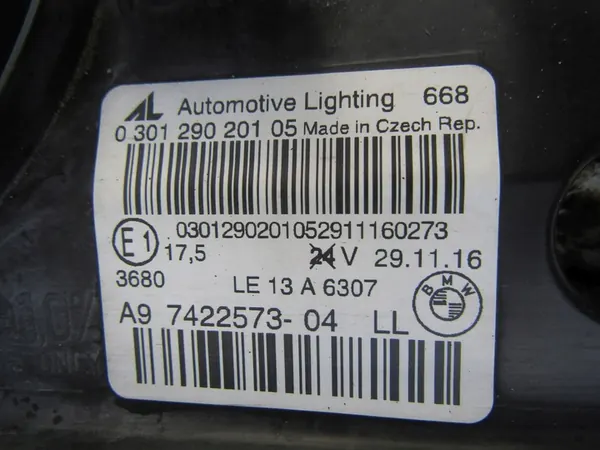 AL Automotive Lighting 668
0 301 290 201 05 Made in Czech Rep.
0301290201052911160273
E1 17,5 24 V 29.11.16
3680 LE 13 A 6307
BMW
A9 7422573- 04 LL